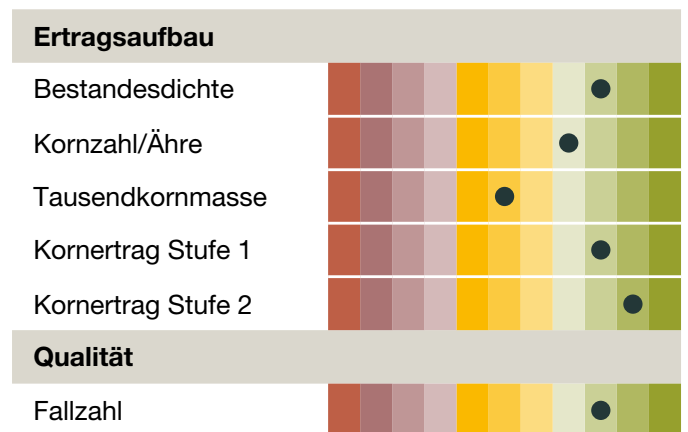 Ertragsaufbau
Bestandesdichte
Kornzahl/Ähre
Tausendkornmasse
Kornertrag Stufe 1
Kornertrag Stufe 2
Qualität
Fallzahl